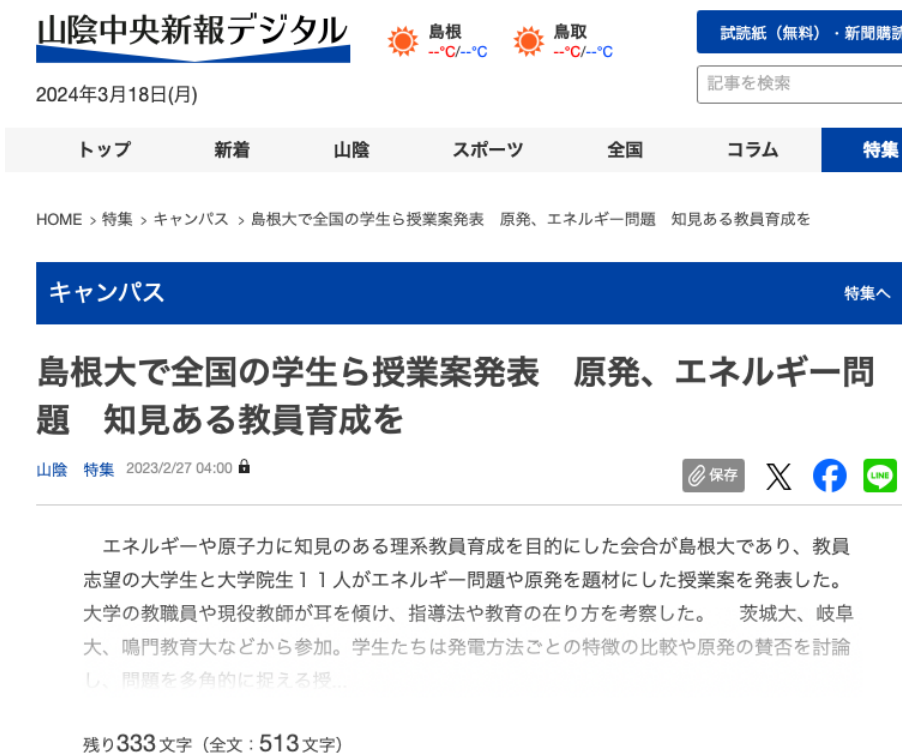 山陰中央新報デジタル
島根
--°C/--°C
鳥取
--°C/--°C
試読紙（無料）・新聞購読
2024年3月18日(月)
記事を検索
トップ 新着 山陰 スポーツ 全国 コラム 特集
HOME > 特集 > キャンパス > 島根大で全国の学生ら授業案発表　原発、エネルギー問題　知見ある教員育成を
キャンパス
特集へ
島根大で全国の学生ら授業案発表　原発、エネルギー問
題　知見ある教員育成を
山陰 特集 2023/2/27 04:00
保存
LINE
エネルギーや原子力に知見のある理系教員育成を目的にした会合が島根大であり、教員
志望の大学生と大学院生１１人がエネルギー問題や原発を題材にした授業案を発表した。
大学の教職員や現役教師が耳を傾け、指導法や教育の在り方を考察した。　茨城大、岐阜
大、鳴門教育大などから参加。学生たちは発電方法ごとの特徴の比較や原発の賛否を討論
し、問題を多角的に捉える授...
残り333文字（全文：513文字）